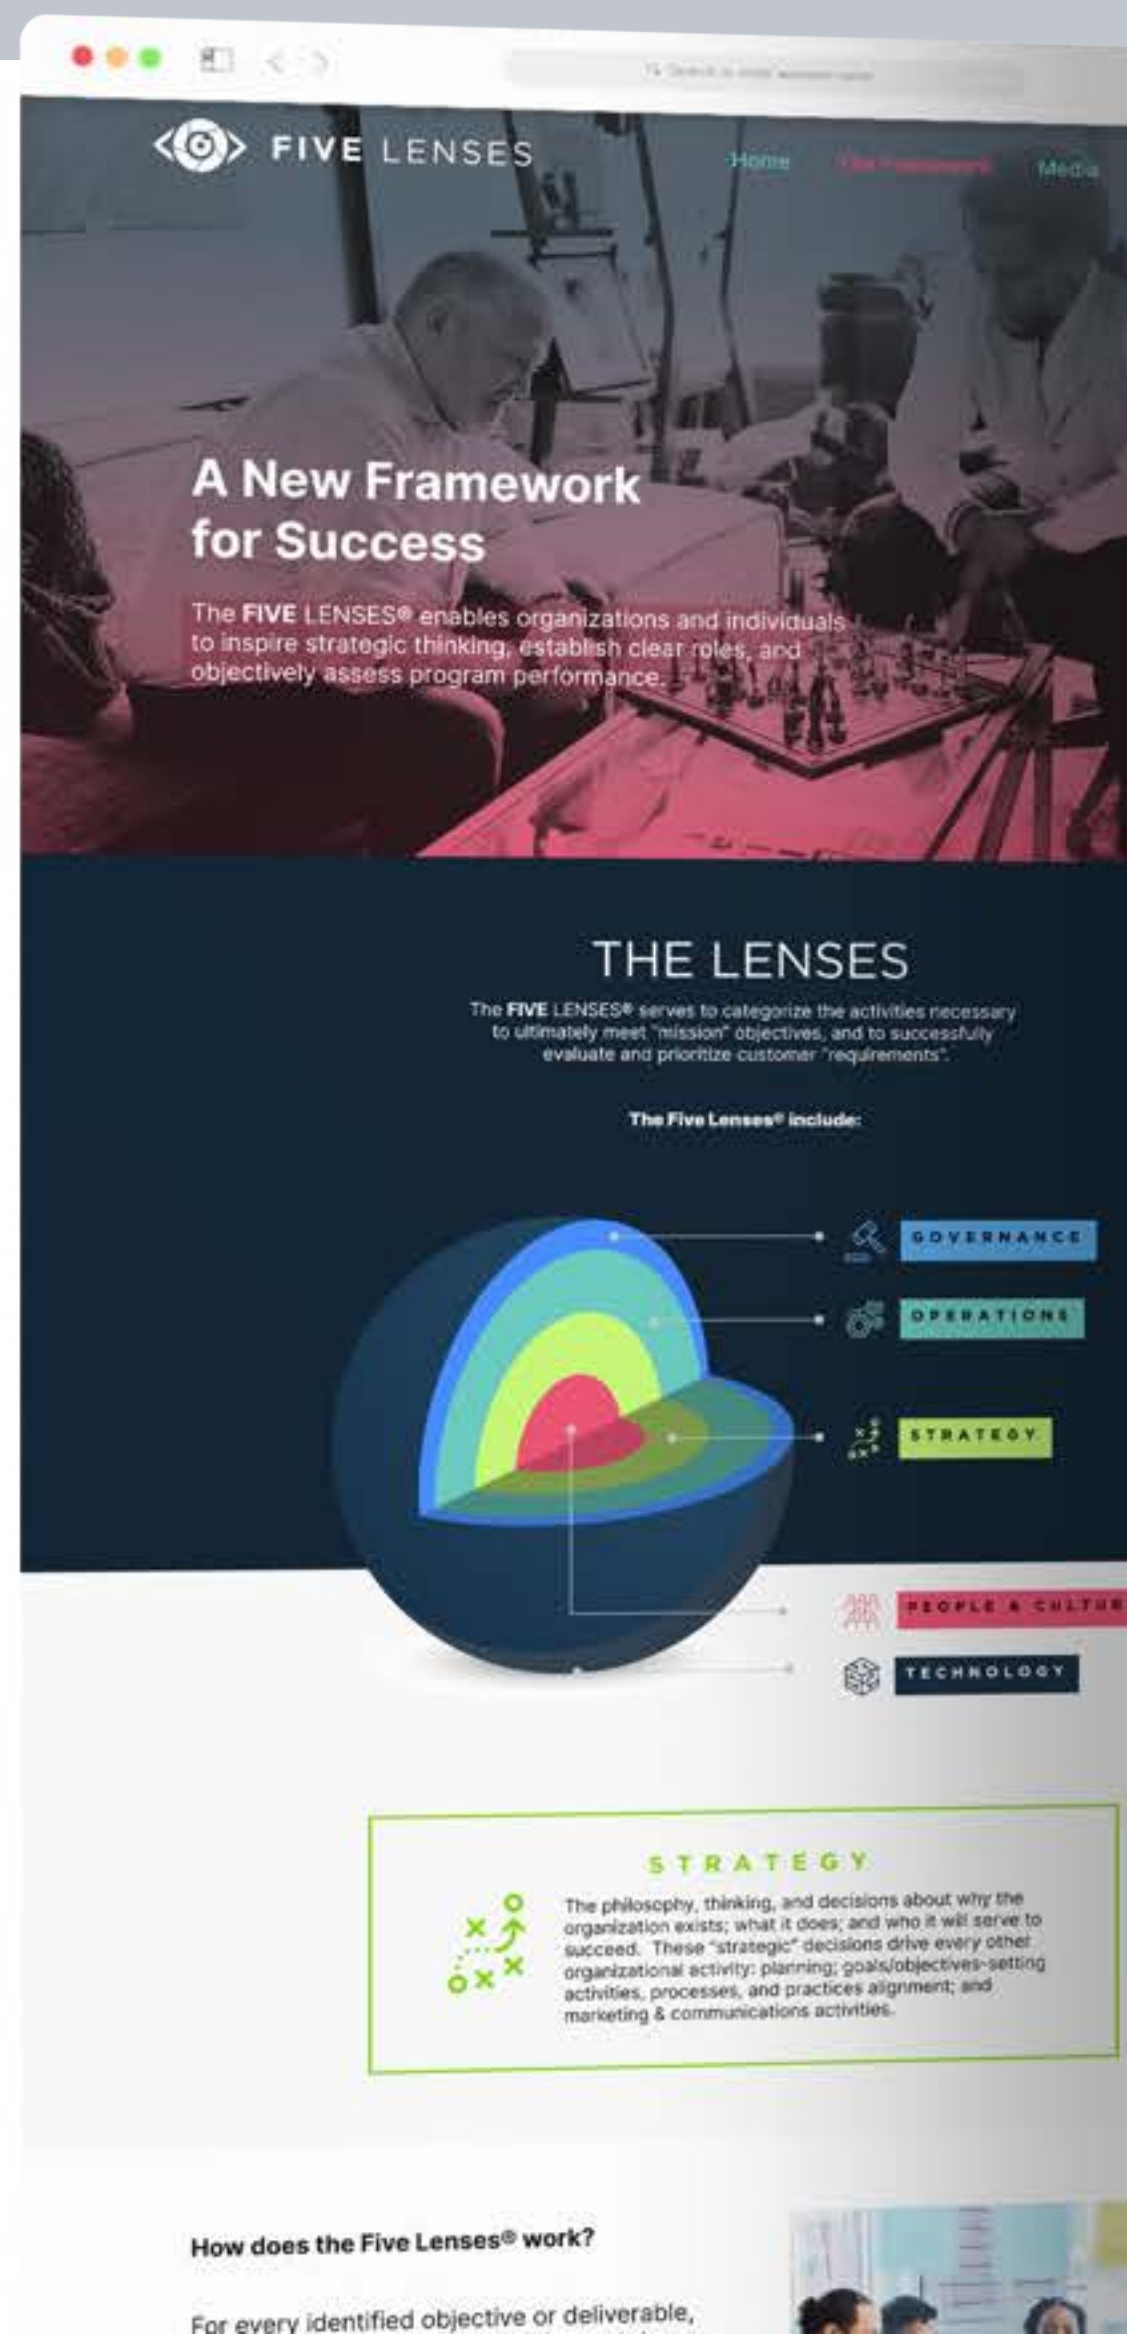 FIVE LENSES
Home The Framework Media
A New Framework
for Success
The FIVE LENSES® enables organizations and individuals
to inspire strategic thinking, establish clear roles, and
objectively assess program performance.
THE LENSES
The FIVE LENSES® serves to categorize the activities necessary
to ultimately meet "mission" objectives, and to successfully
evaluate and prioritize customer "requirements".
The Five Lenses® include:
GOVERNANCE
OPERATIONS
STRATEGY
PEOPLE & CULTUR
TECHNOLOGY
STRATEGY
The philosophy, thinking, and decisions about why the
organization exists; what it does; and who it will serve to
succeed. These "strategic" decisions drive every other
organizational activity: planning; goals/objectives-setting
activities, processes, and practices alignment; and
marketing & communications activities.
How does the Five Lenses® work?
For every identified objective or deliverable,